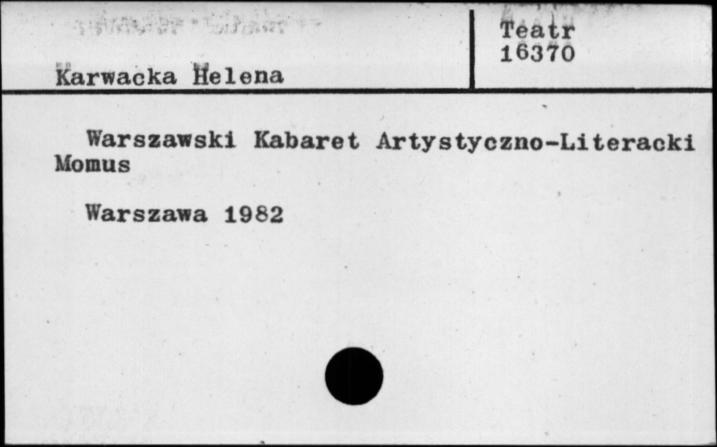 Teatr
16370
Karwacka Helena
Warszawski Kabaret Artystyczno-Literacki
Momus
Warszawa 1982